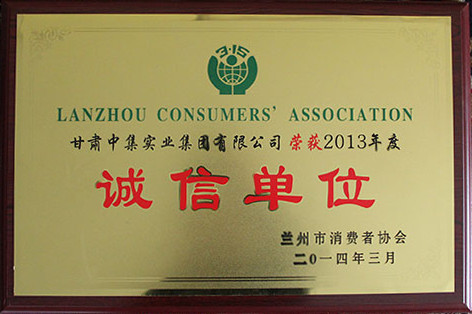 3·15
LANZHOU CONSUMERS' ASSOCIATION
甘肃中集实业集团有限公司 荣获2013年度
诚信单位
兰州市消费者协会
二〇一四年三月